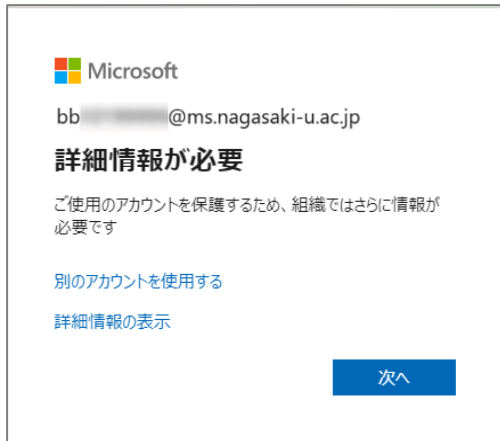 Microsoft
bb @ms.nagasaki-u.ac.jp
詳細情報が必要
ご使用のアカウントを保護するため、組織ではさらに情報が
必要です
別のアカウントを使用する
詳細情報の表示
次へ